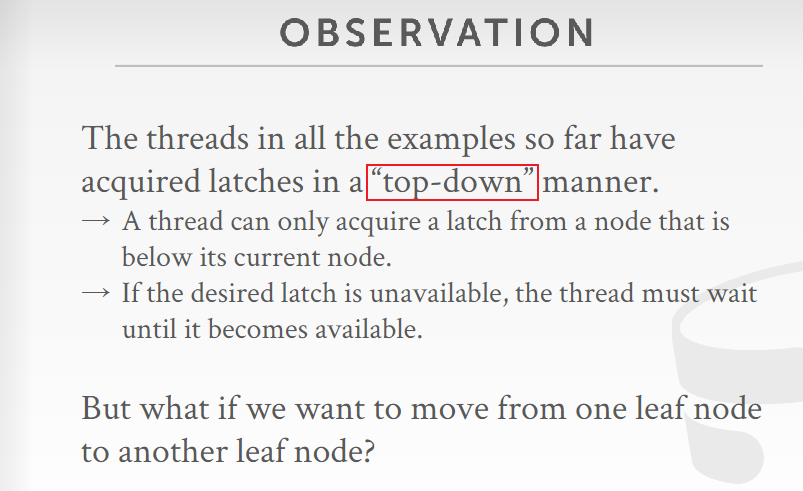 OBSERVATION
The threads in all the examples so far have
acquired latches in a “top-down” manner.
→ A thread can only acquire a latch from a node that is
below its current node.
→ If the desired latch is unavailable, the thread must wait
until it becomes available.
But what if we want to move from one leaf node
to another leaf node?